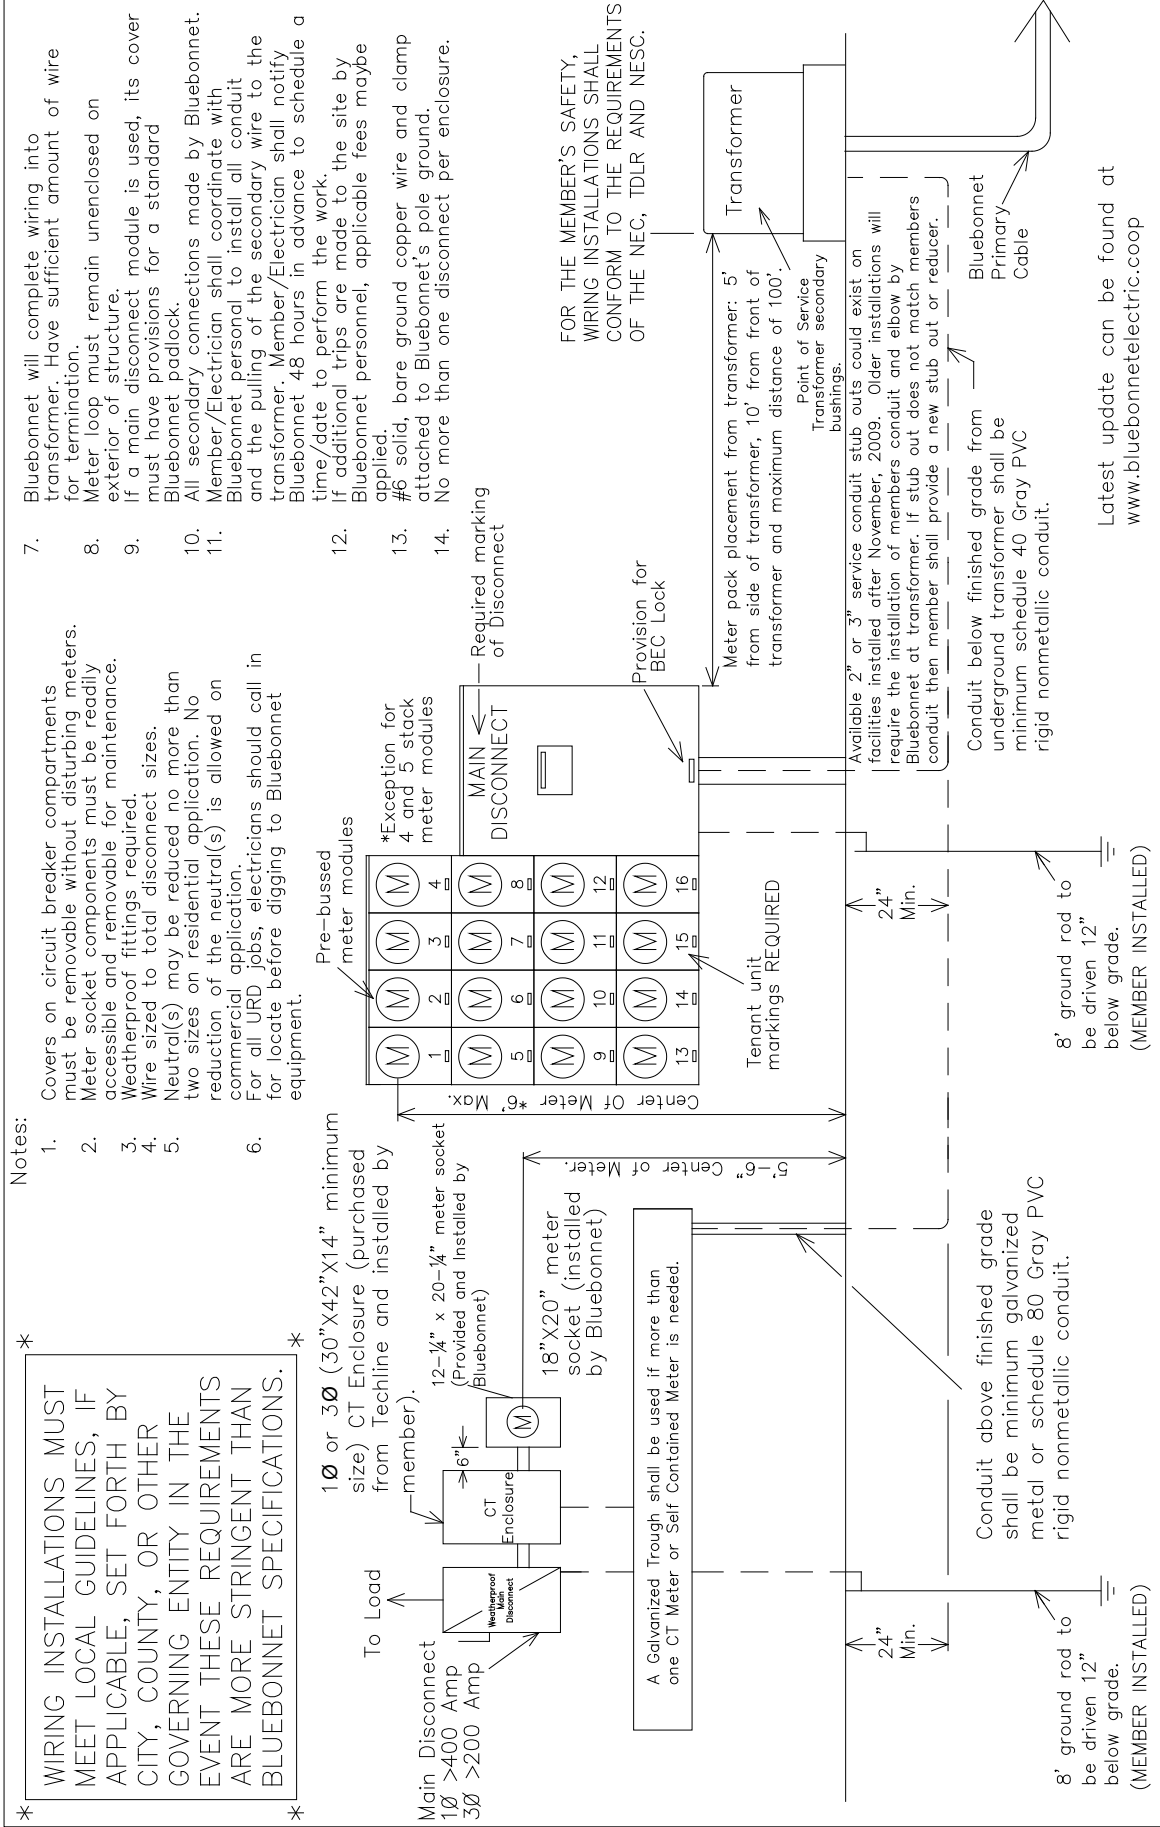 WIRING INSTALLATIONS MUST
MEET LOCAL GUIDELINES, IF
APPLICABLE, SET FORTH BY
CITY, COUNTY, OR OTHER
GOVERNING ENTITY IN THE
EVENT THESE REQUIREMENTS
ARE MORE STRINGENT THAN
BLUEBONNET SPECIFICATIONS.
* * * *
Notes:
1. Covers on circuit breaker compartments
must be removable without disturbing meters.
2. Meter socket components must be readily
accessible and removable for maintenance.
3. Weatherproof fittings required.
4. Wire sized to total disconnect sizes.
5. Neutral(s) may be reduced no more than
two sizes on residential application. No
reduction of the neutral(s) is allowed on
commercial application.
6. For all URD jobs, electricians should call in
for locate before digging to Bluebonnet
equipment.
7. Bluebonnet will complete wiring into
transformer. Have sufficient amount of wire
for termination.
8. Meter loop must remain unenclosed on
exterior of structure.
9. If a main disconnect module is used, its cover
must have provisions for a standard
Bluebonnet padlock.
10. All secondary connections made by Bluebonnet.
11. Member/Electrician shall coordinate with
Bluebonnet personal to install all conduit
and the pulling of the secondary wire to the
transformer. Member/Electrician shall notify
Bluebonnet 48 hours in advance to schedule a
time/date to perform the work.
12. If additional trips are made to the site by
Bluebonnet personnel, applicable fees maybe
applied.
13. #6 solid, bare ground copper wire and clamp
attached to Bluebonnet's pole ground.
14. No more than one disconnect per enclosure.
To Load
Main Disconnect
1Ø >400 Amp
3Ø >200 Amp
Weatherproof
Main
Disconnect
CT
Enclosure
6"
M
1Ø or 3Ø (30"X42"X14" minimum
size) CT Enclosure (purchased
from Techline and installed by
member).
12-¼" x 20-¼" meter socket
(Provided and Installed by
Bluebonnet)
18"X20" meter
socket (installed
by Bluebonnet)
A Galvanized Trough shall be used if more than
one CT Meter or Self Contained Meter is needed.
5'-6" Center of Meter.
Center Of Meter *6' Max.
Pre-bussed
meter modules
*Exception for
4 and 5 stack
meter modules
M M M M
1 2 3 4
M M M M
5 6 7 8
M M M M
9 10 11 12
M M M M
13 14 15 16
Tenant unit
markings REQUIRED
MAIN
DISCONNECT
Required marking
of Disconnect
Provision for
BEC Lock
FOR THE MEMBER'S SAFETY,
WIRING INSTALLATIONS SHALL
CONFORM TO THE REQUIREMENTS
OF THE NEC, TDLR AND NESC.
Transformer
Meter pack placement from transformer: 5'
from side of transformer, 10' from front of
transformer and maximum distance of 100'.
Point of Service
Transformer secondary
bushings.
Available 2" or 3" service conduit stub outs could exist on
facilities installed after November, 2009. Older installations will
require the installation of members conduit and elbow by
Bluebonnet at transformer. If stub out does not match members
conduit then member shall provide a new stub out or reducer.
24"
Min.
8' ground rod to
be driven 12"
below grade.
(MEMBER INSTALLED)
Conduit above finished grade
shall be minimum galvanized
metal or schedule 80 Gray PVC
rigid nonmetallic conduit.
24"
Min.
8' ground rod to
be driven 12"
below grade.
(MEMBER INSTALLED)
Conduit below finished grade from
underground transformer shall be
minimum schedule 40 Gray PVC
rigid nonmetallic conduit.
Bluebonnet
Primary
Cable
Latest update can be found at
www.bluebonnetelectric.coop